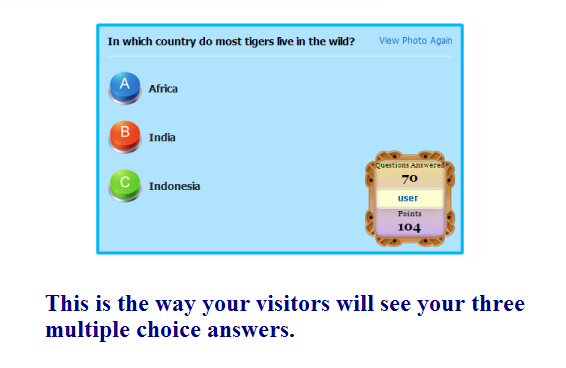 In which country do most tigers live in the wild?
View Photo Again
A
Africa
B
India
C
Indonesia
Questions Answered
70
user
Points
104
This is the way your visitors will see your three
multiple choice answers.